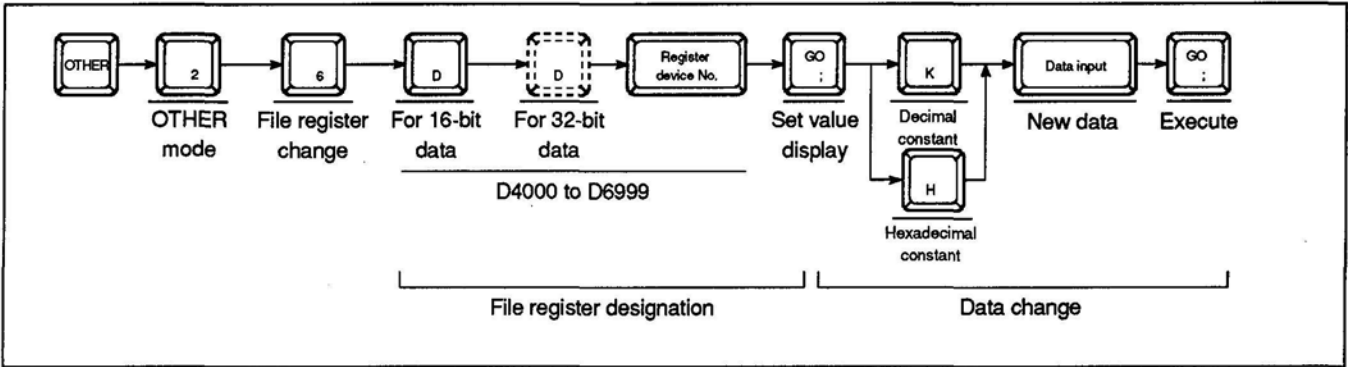 OTHER
2
6
D
D
Register
device No.
GO
;
K
Data input
GO
;
OTHER
mode
File register
change
For 16-bit
data
For 32-bit
data
Set value
display
Decimal
constant
New data
Execute
D4000 to D6999
H
Hexadecimal
constant
File register designation
Data change